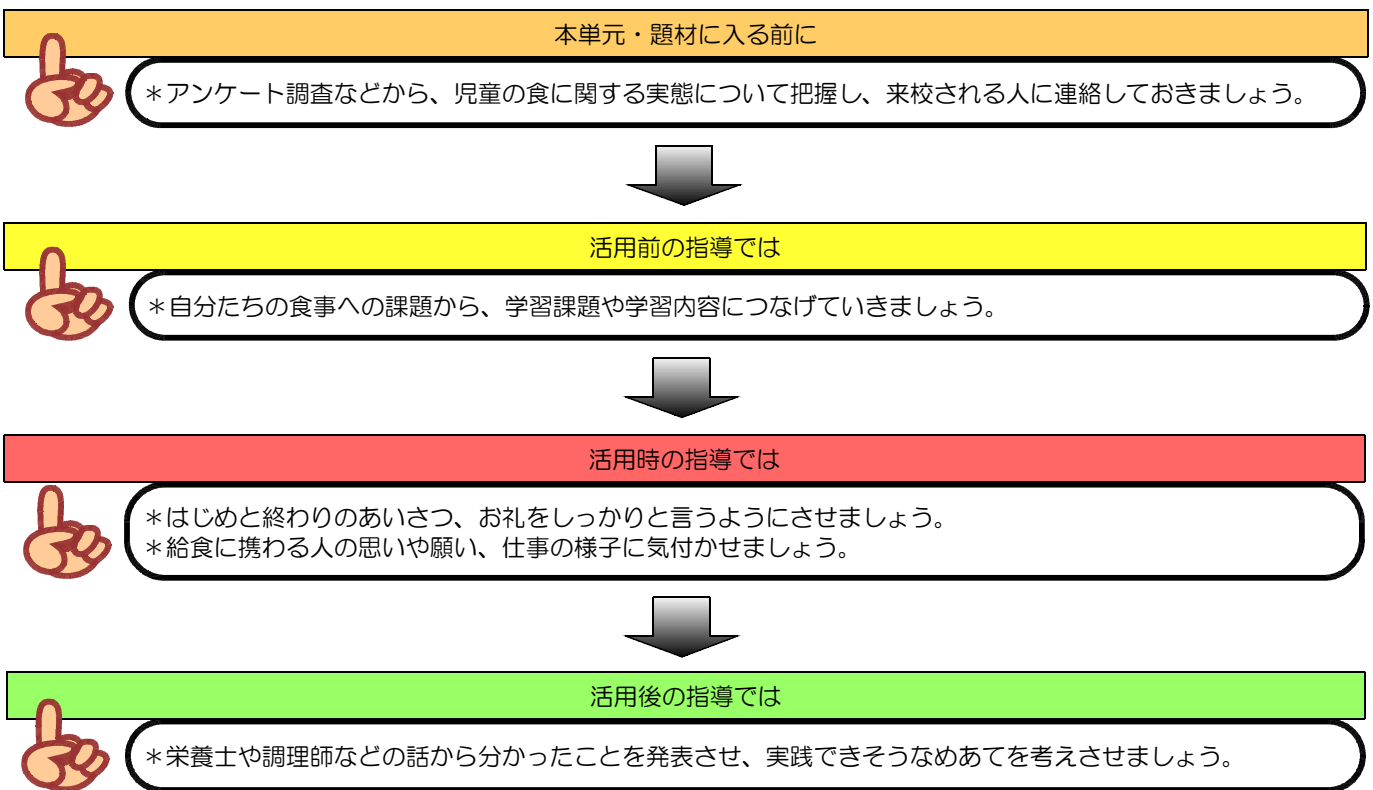 本単元・題材に入る前に
＊アンケート調査などから、児童の食に関する実態について把握し、来校される人に連絡しておきましょう。
活用前の指導では
＊自分たちの食事への課題から、学習課題や学習内容につなげていきましょう。
活用時の指導では
＊はじめと終わりのあいさつ、お礼をしっかりと言うようにさせましょう。
＊給食に携わる人の思いや願い、仕事の様子に気付かせましょう。
活用後の指導では
＊栄養士や調理師などの話から分かったことを発表させ、実践できそうなめあてを考えさせましょう。